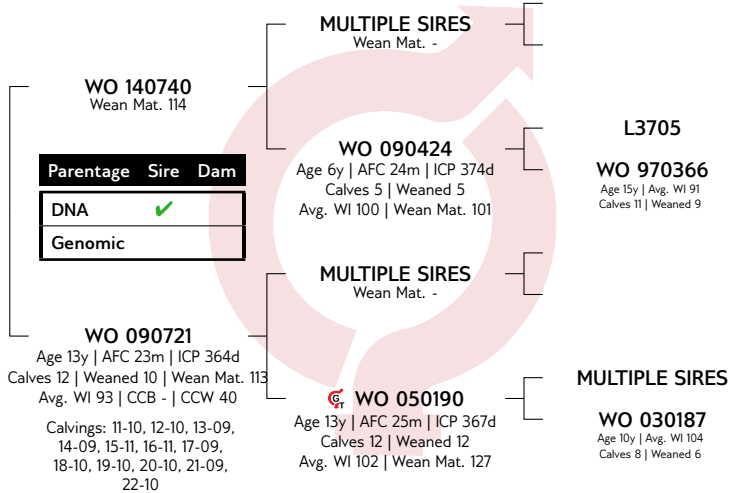 MULTIPLE SIRES
Wean Mat. -
WO 140740
Wean Mat. 114
L3705
WO 090424
Age 6y | AFC 24m | ICP 374d
Calves 5 | Weaned 5
Avg. WI 100 | Wean Mat. 101
WO 970366
Age 15y | Avg. WI 91
Calves 11 | Weaned 9
Parentage Sire Dam
DNA ✔
Genomic
MULTIPLE SIRES
Wean Mat. -
WO 090721
Age 13y | AFC 23m | ICP 364d
Calves 12 | Weaned 10 | Wean Mat. 113
Avg. WI 93 | CCB - | CCW 40
Calvings: 11-10, 12-10, 13-09,
14-09, 15-11, 16-11, 17-09,
18-10, 19-10, 20-10, 21-09,
22-10
MULTIPLE SIRES
GT WO 050190
Age 13y | AFC 25m | ICP 367d
Calves 12 | Weaned 12
Avg. WI 102 | Wean Mat. 127
WO 030187
Age 10y | Avg. WI 104
Calves 8 | Weaned 6